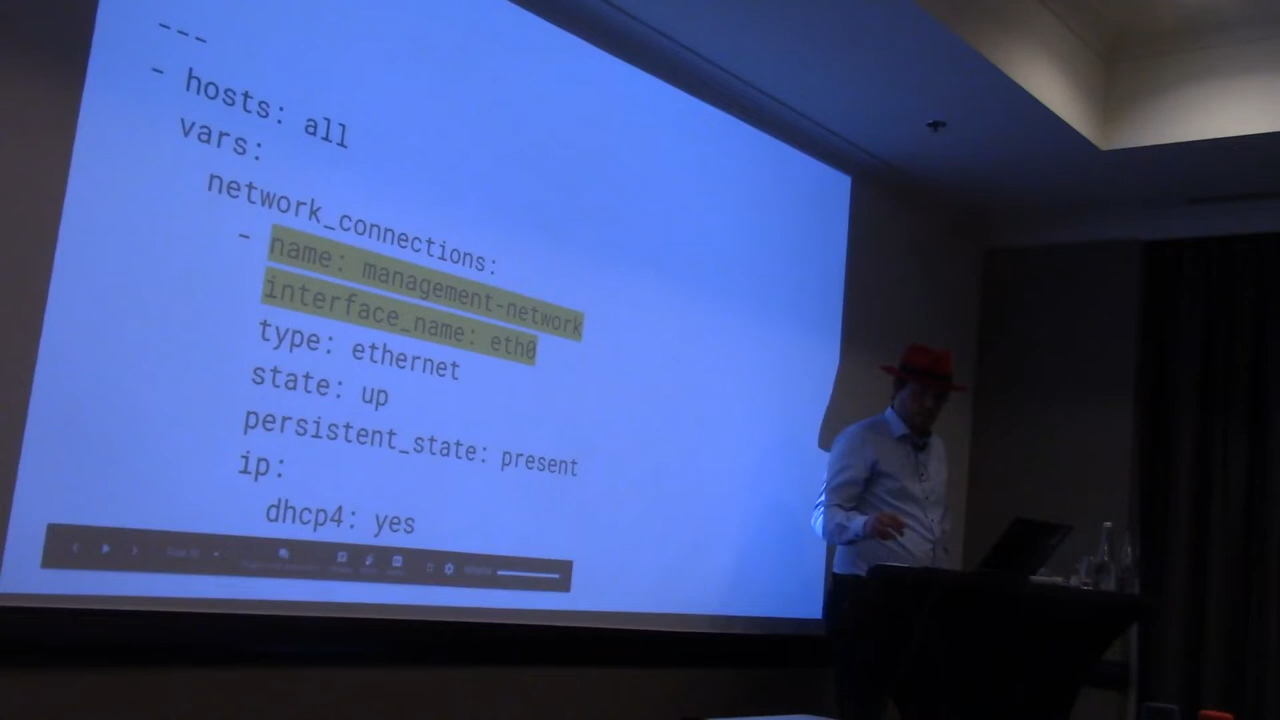 ---
- hosts: all
vars:
network_connections:
- name: management-network
interface_name: eth0
type: ethernet
state: up
persistent_state: present
ip:
dhcp4: yes